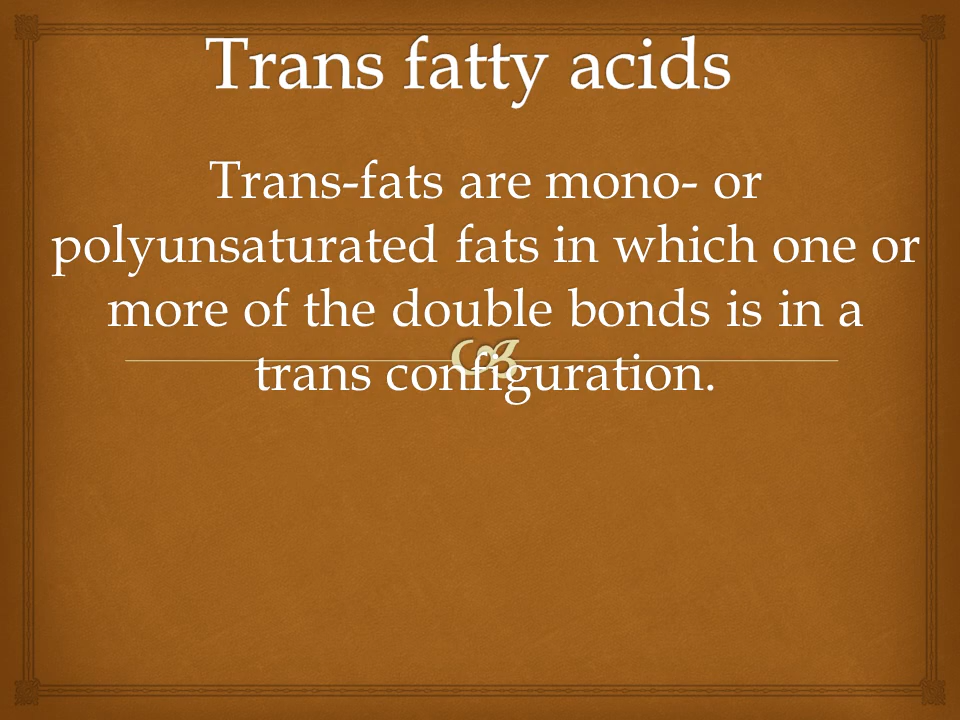 Trans fatty acids
Trans-fats are mono- or
polyunsaturated fats in which one or
more of the double bonds is in a
trans configuration.